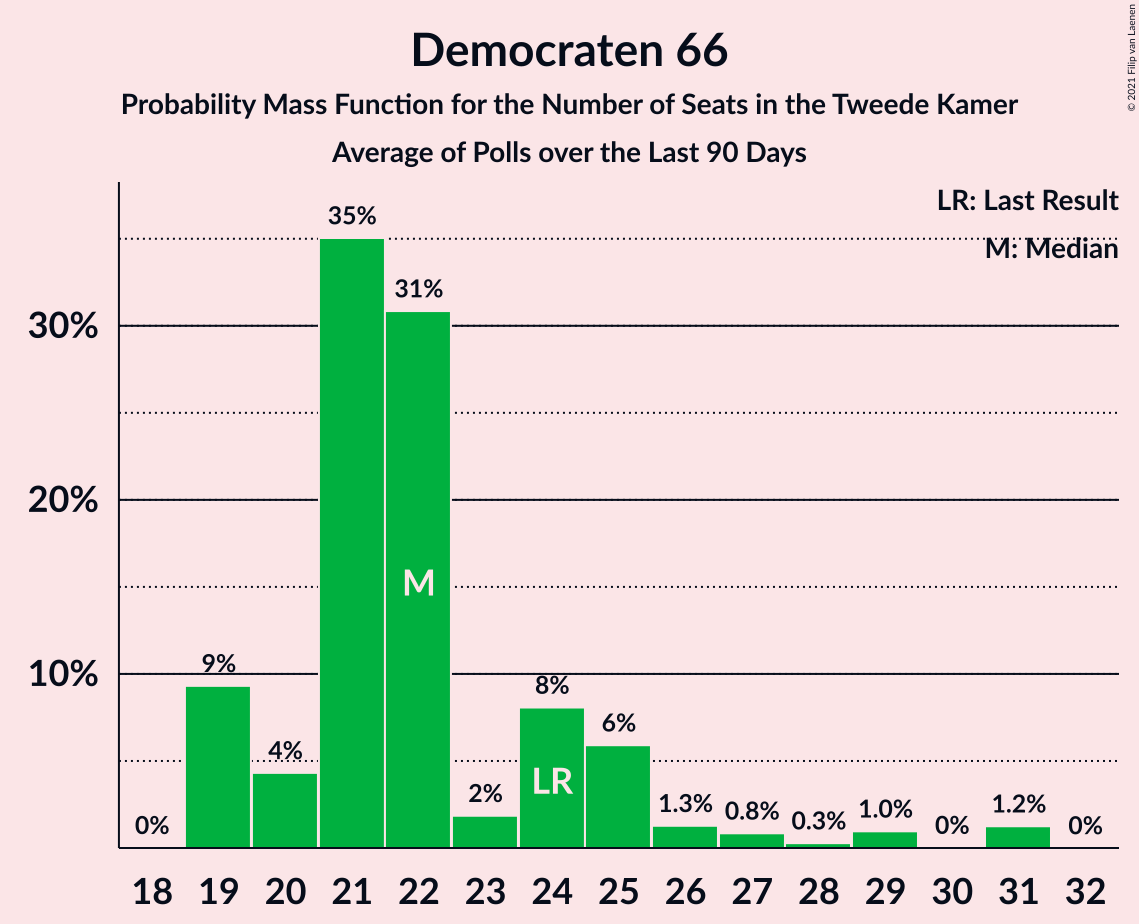 Democraten 66
Probability Mass Function for the Number of Seats in the Tweede Kamer
Average of Polls over the Last 90 Days
© 2021 Filip van Laenen
LR: Last Result
M: Median
30%
20%
10%
0%
9%
4%
35%
31%
2%
8%
6%
1.3%
0.8%
0.3%
1.0%
0%
1.2%
0%
M
LR
18 19 20 21 22 23 24 25 26 27 28 29 30 31 32